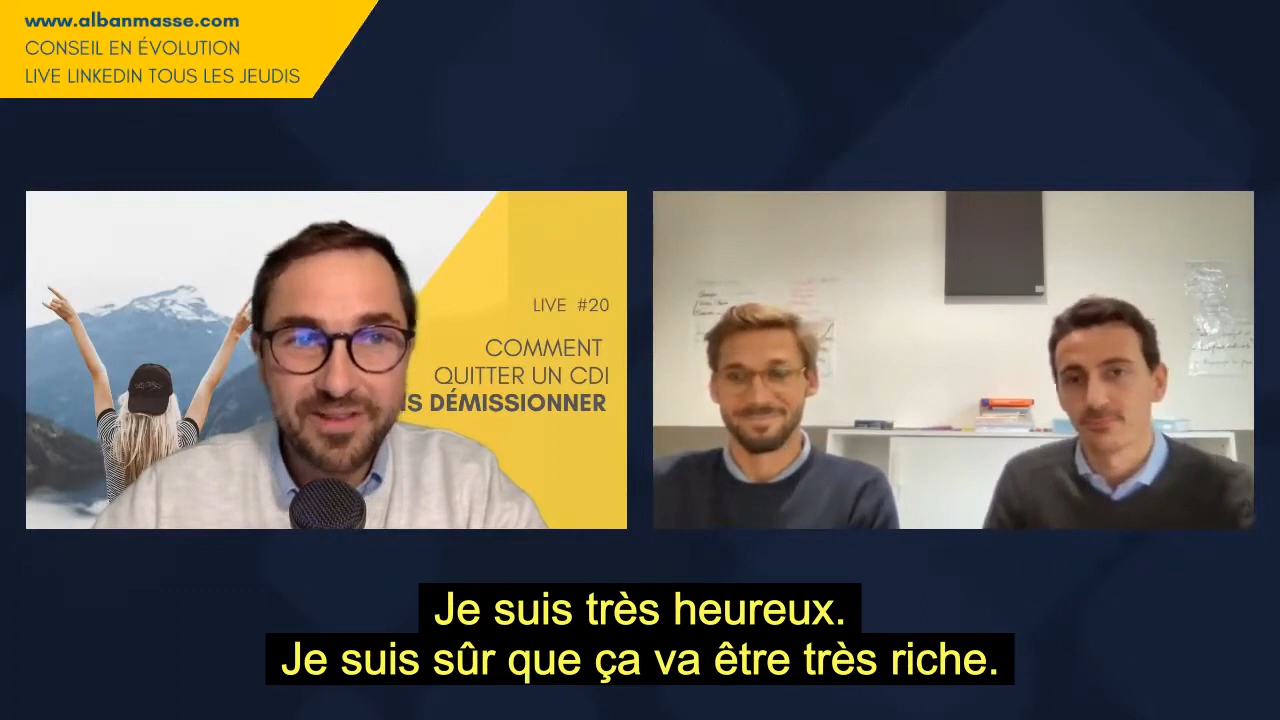 www.albanmasse.com
CONSEIL EN ÉVOLUTION
LIVE LINKEDIN TOUS LES JEUDIS
LIVE #20
COMMENT
QUITTER UN CDI
IS DÉMISSIONNER
Je suis très heureux.
Je suis sûr que ça va être très riche.